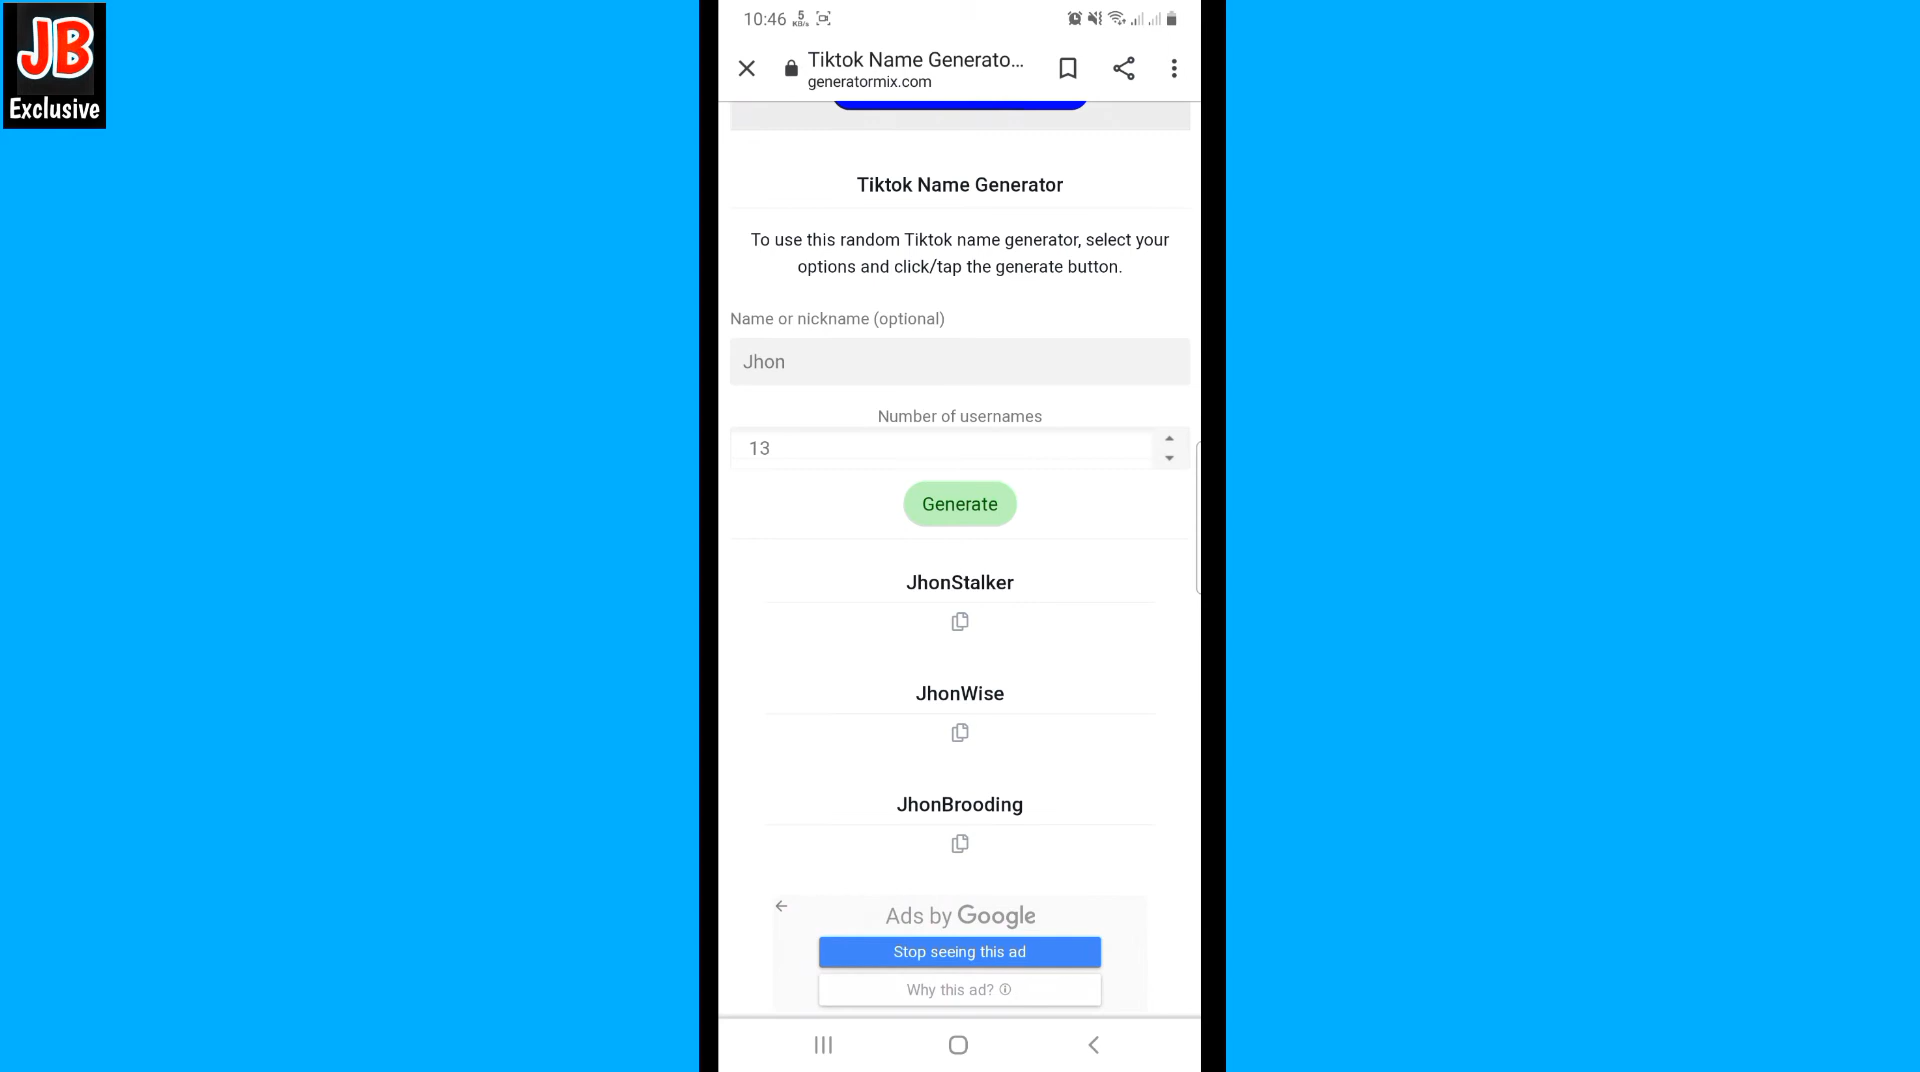 JB
Exclusive
10:46 5 KB/s
Tiktok Name Generato...
generatormix.com
Tiktok Name Generator
To use this random Tiktok name generator, select your
options and click/tap the generate button.
Name or nickname (optional)
Jhon
Number of usernames
13
Generate
JhonStalker
JhonWise
JhonBrooding
Ads by Google
Stop seeing this ad
Why this ad?